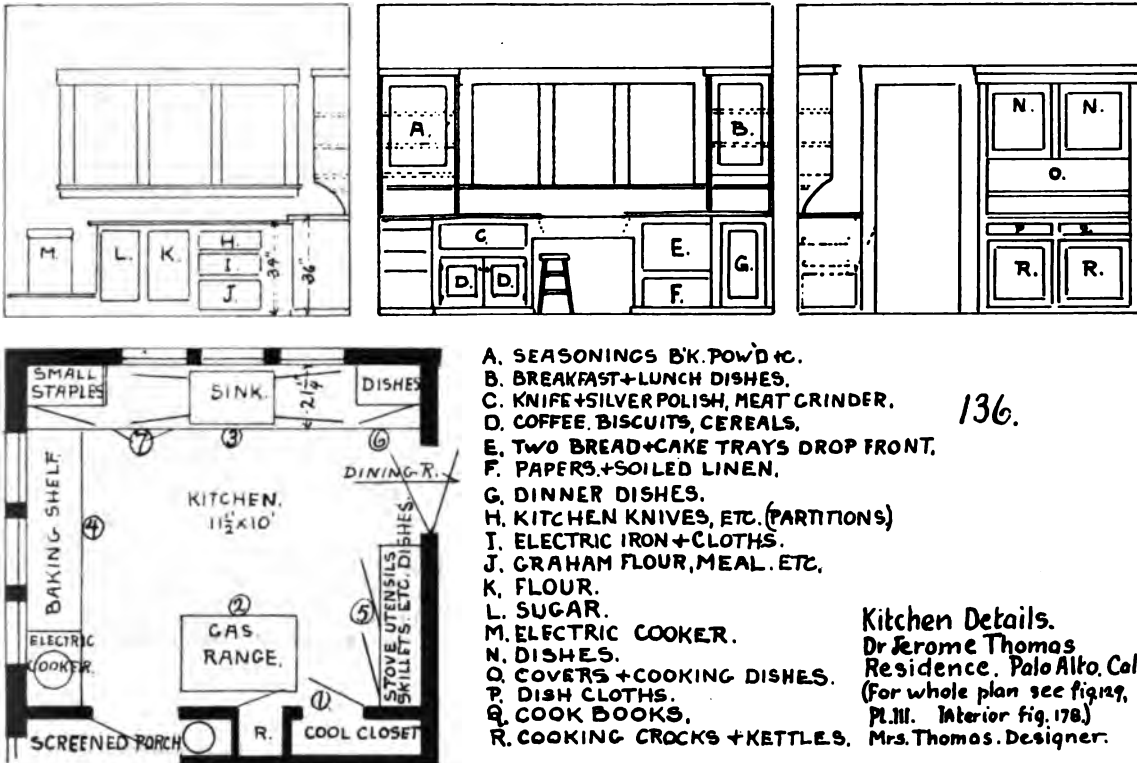 M.
L.
K.
H.
I.
J.
34"
36"
A.
B.
C.
D.
D.
E.
F.
G.
N.
N.
O.
P
R.
R.
SMALL
STAPLES
SINK.
DISHES
⑦
③
⑥
DINING R.
KITCHEN.
11½'×10'
BAKING SHELF.
④
②
GAS
RANGE.
⑤
STOVE UTENSILS
SKILLETS. ETC. DISHES.
ELECTRIC
COOKER.
①
SCREENED PORCH
R.
COOL CLOSET
A. SEASONINGS B'K. POW'D tc.
B. BREAKFAST + LUNCH DISHES.
C. KNIFE + SILVER POLISH, MEAT GRINDER.
D. COFFEE. BISCUITS, CEREALS.
E. TWO BREAD + CAKE TRAYS DROP FRONT.
F. PAPERS. + SOILED LINEN.
G. DINNER DISHES.
H. KITCHEN KNIVES, ETC. (PARTITIONS)
I. ELECTRIC IRON + CLOTHS.
J. GRAHAM FLOUR, MEAL. ETC.
K. FLOUR.
L. SUGAR.
M. ELECTRIC COOKER.
N. DISHES.
O. COVERS + COOKING DISHES.
P. DISH CLOTHS.
Q. COOK BOOKS.
R. COOKING CROCKS + KETTLES.
136.
Kitchen Details.
Dr Jerome Thomas
Residence. Palo Alto. Cal
(For whole plan see fig 129,
Pl. III. Interior fig. 178.)
Mrs. Thomas. Designer.